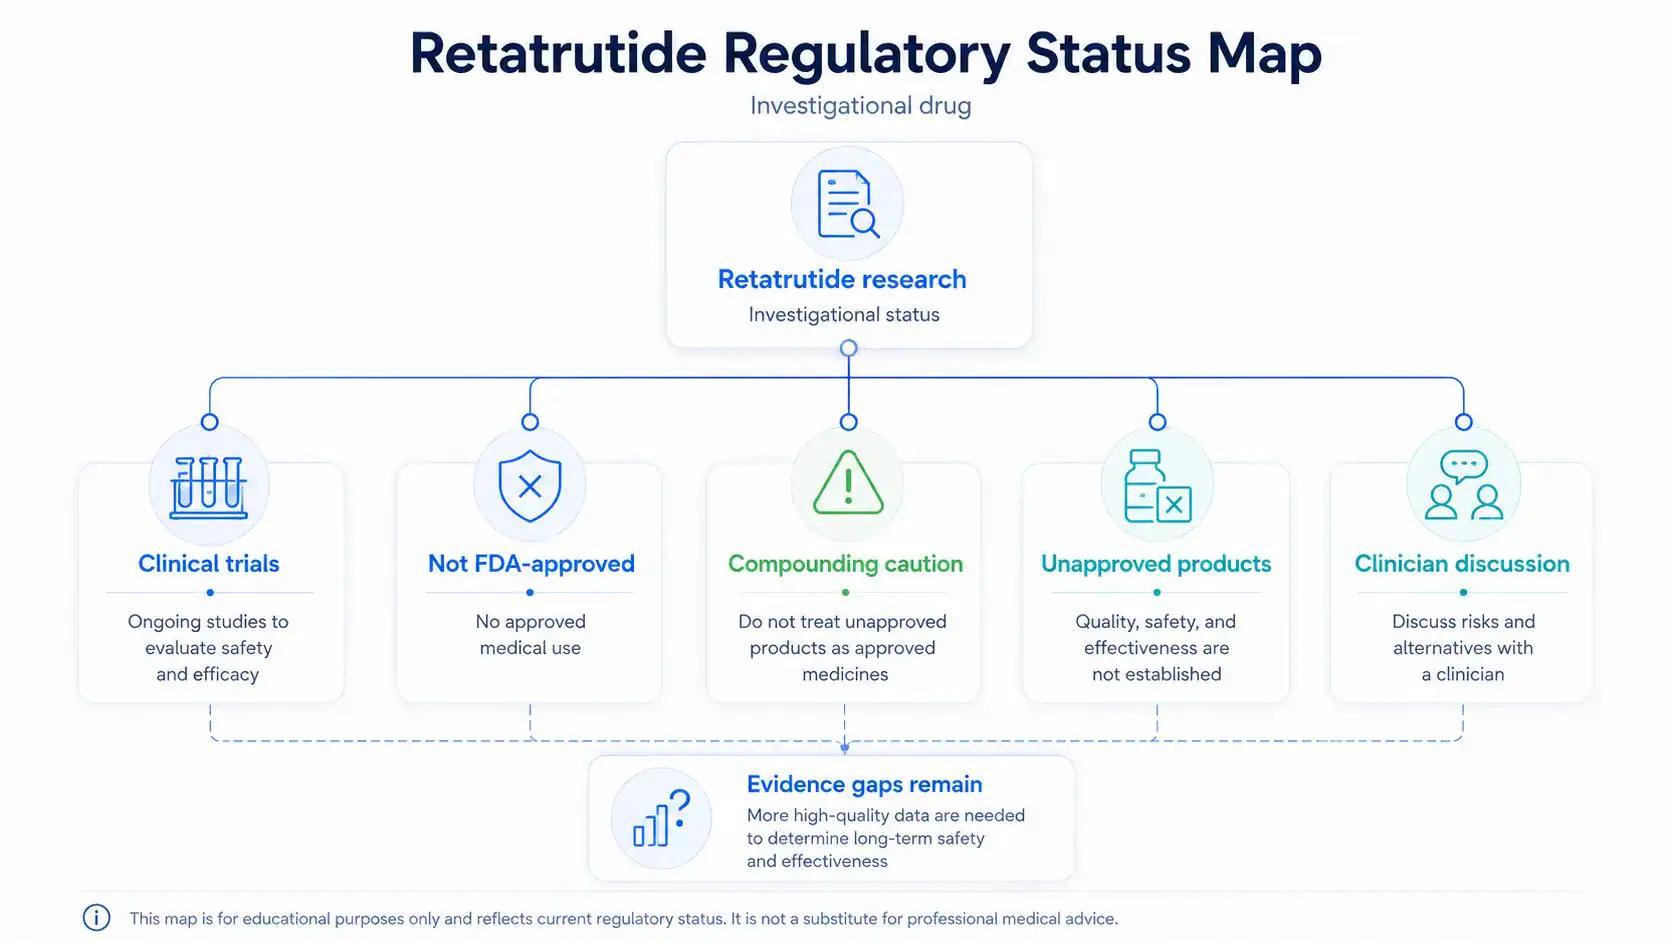 Retatrutide Regulatory Status Map
Investigational drug
Retatrutide research
Investigational status
Clinical trials
Ongoing studies to
evaluate safety
and efficacy
Not FDA-approved
No approved
medical use
Compounding caution
Do not treat unapproved
products as approved
medicines
Unapproved products
Quality, safety, and
effectiveness are
not established
Clinician discussion
Discuss risks and
alternatives with
a clinician
Evidence gaps remain
More high-quality data are needed
to determine long-term safety
and effectiveness
This map is for educational purposes only and reflects current regulatory status. It is not a substitute for professional medical advice.